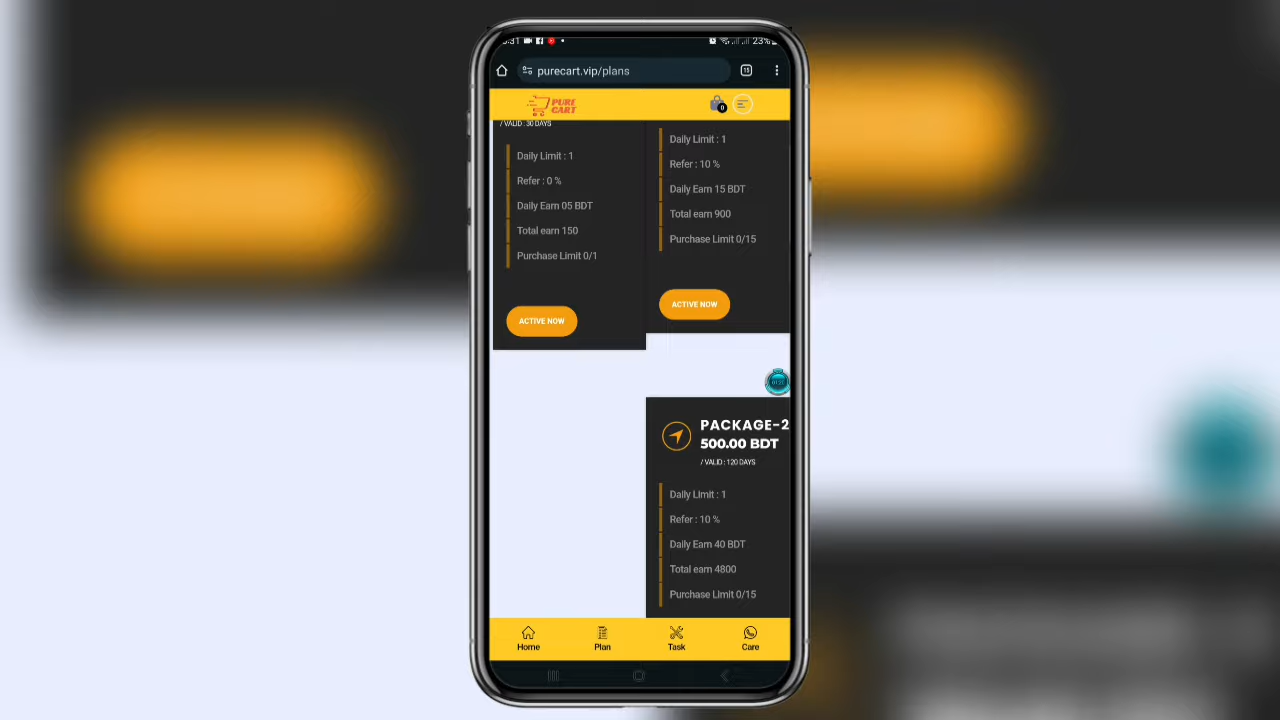 23%
15
purecart.vip/plans
PURE
CART
0
/ VALID : 30 DAYS
Daily Limit : 1
Refer : 0 %
Daily Earn 05 BDT
Total earn 150
Purchase Limit 0/1
ACTIVE NOW
Daily Limit : 1
Refer : 10 %
Daily Earn 15 BDT
Total earn 900
Purchase Limit 0/15
ACTIVE NOW
PACKAGE-2
500.00 BDT
/ VALID : 120 DAYS
Daily Limit : 1
Refer : 10 %
Daily Earn 40 BDT
Total earn 4800
Purchase Limit 0/15
Home
Plan
Task
Care